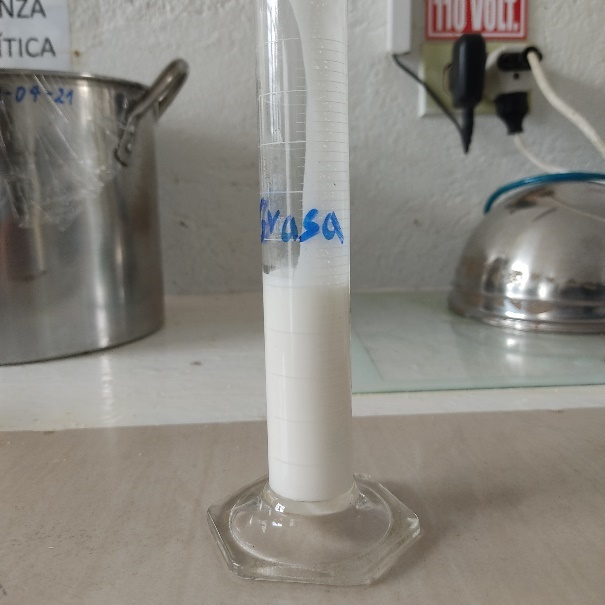 NZA
ÍTICA
-04-21
110 VOLT.
Grasa